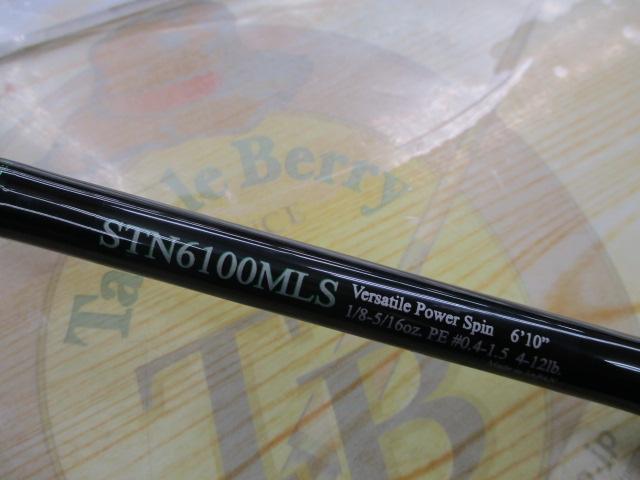 STN6100MLS
Versatile Power Spin 6'10"
1/8-5/16oz. PE #0.4-1.5 4-12lb.
Berry
TB